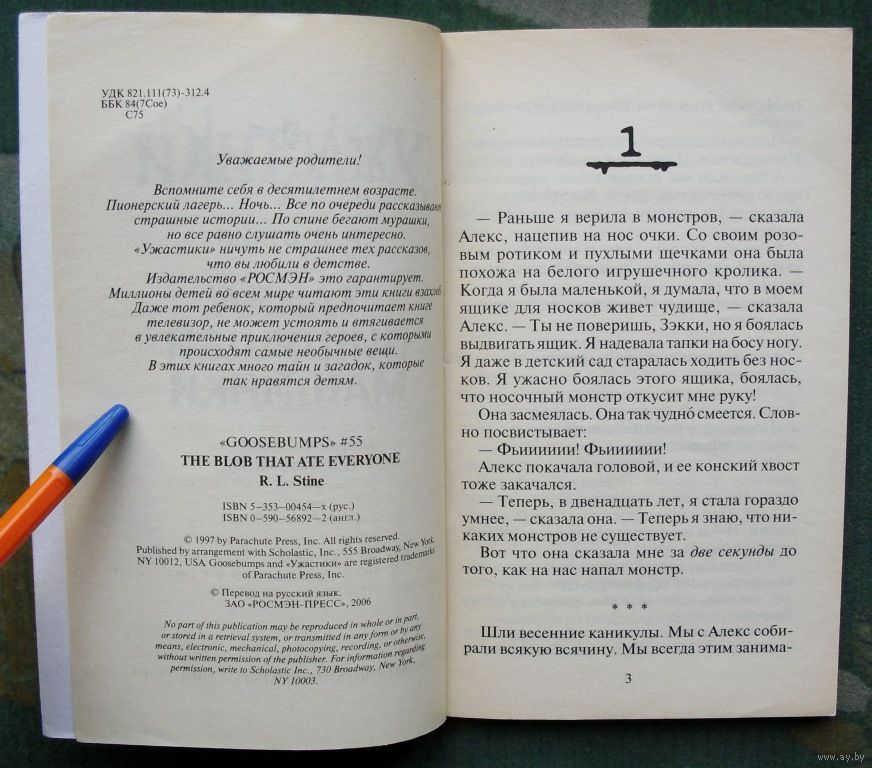 УДК 821.111(73)-312.4
ББК 84(7Сое)
С75
Уважаемые родители!
Вспомните себя в десятилетнем возрасте.
Пионерский лагерь... Ночь... Все по очереди рассказывают
страшные истории... По спине бегают мурашки,
но все равно слушать очень интересно.
«Ужастики» ничуть не страшнее тех рассказов,
что вы любили в детстве.
Издательство «РОСМЭН» это гарантирует.
Миллионы детей во всем мире читают эти книги взахлеб.
Даже тот ребенок, который предпочитает книге
телевизор, не может устоять и втягивается
в увлекательные приключения героев, с которыми
происходят самые необычные вещи.
В этих книгах много тайн и загадок, которые
так нравятся детям.
«GOOSEBUMPS» #55
THE BLOB THAT ATE EVERYONE
R. L. Stine
ISBN 5—353—00454—х (рус.)
ISBN 0—590—56892—2 (англ.)
© 1997 by Parachute Press, Inc. All rights reserved.
Published by arrangement with Scholastic, Inc., 555 Broadway, New York,
NY 10012, USA Goosebumps and «Ужастики» are registered trademarks
of Parachute Press, Inc.
© Перевод на русский язык.
ЗАО «РОСМЭН-ПРЕСС», 2006
No part of this publication may be reproduced in whole or in part,
or stored in a retrieval system, or transmitted in any form or by any
means, electronic, mechanical, photocopying, recording, or otherwise,
without written permission of the publisher. For information regarding
permission, write to Scholastic Inc., 730 Broadway, New York,
NY 10003.
1
— Раньше я верила в монстров, — сказала
Алекс, нацепив на нос очки. Со своим розо-
вым ротиком и пухлыми щечками она была
похожа на белого игрушечного кролика. —
Когда я была маленькой, я думала, что в моем
ящике для носков живет чудище, — сказала
Алекс. — Ты не поверишь, Зэкки, но я боялась
выдвигать ящик. Я надевала тапки на босу ногу.
Я даже в детский сад старалась ходить без нос-
ков. Я ужасно боялась этого ящика, боялась,
что носочный монстр откусит мне руку!
Она засмеялась. Она так чуднó смеется. Слов-
но посвистывает:
— Фьииииии! Фьиииииии!
Алекс покачала головой, и ее конский хвост
тоже закачался.
— Теперь, в двенадцать лет, я стала гораздо
умнее, — сказала она. — Теперь я знаю, что ни-
каких монстров не существует.
Вот что она сказала мне за две секунды до
того, как на нас напал монстр.
* * *
Шли весенние каникулы. Мы с Алекс соби-
рали всякую всячину. Мы всегда этим занима-
3
www.ay.by